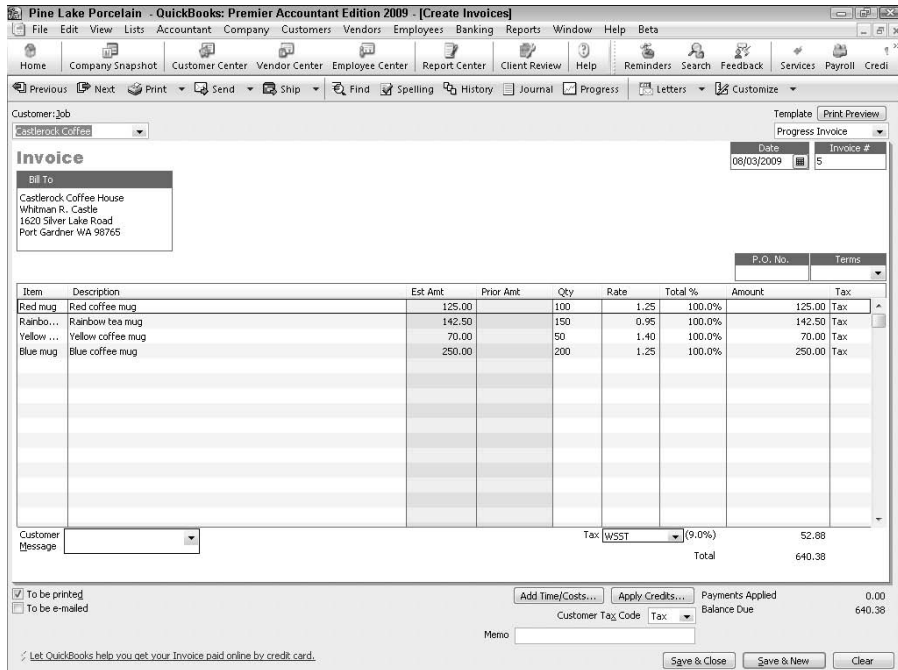 Pine Lake Porcelain - QuickBooks: Premier Accountant Edition 2009 - [Create Invoices]
File Edit View Lists Accountant Company Customers Vendors Employees Banking Reports Window Help Beta
Home Company Snapshot Customer Center Vendor Center Employee Center Report Center Client Review Help Reminders Search Feedback Services Payroll Credi
Previous Next Print Send Ship Find Spelling History Journal Progress Letters Customize
Customer:Job Template Print Preview
Castlerock Coffee Progress Invoice
Invoice Date Invoice #
08/03/2009 5
Bill To
Castlerock Coffee House
Whitman R. Castle
1620 Silver Lake Road
Port Gardner WA 98765
P.O. No. Terms
Item Description Est Amt Prior Amt Qty Rate Total % Amount Tax
Red mug Red coffee mug 125.00 100 1.25 100.0% 125.00 Tax
Rainbo... Rainbow tea mug 142.50 150 0.95 100.0% 142.50 Tax
Yellow ... Yellow coffee mug 70.00 50 1.40 100.0% 70.00 Tax
Blue mug Blue coffee mug 250.00 200 1.25 100.0% 250.00 Tax
Customer Message Tax WSST (9.0%) 52.88
Total 640.38
To be printed Add Time/Costs... Apply Credits... Payments Applied 0.00
To be e-mailed Customer Tax Code Tax Balance Due 640.38
Memo
Let QuickBooks help you get your Invoice paid online by credit card. Save & Close Save & New Clear